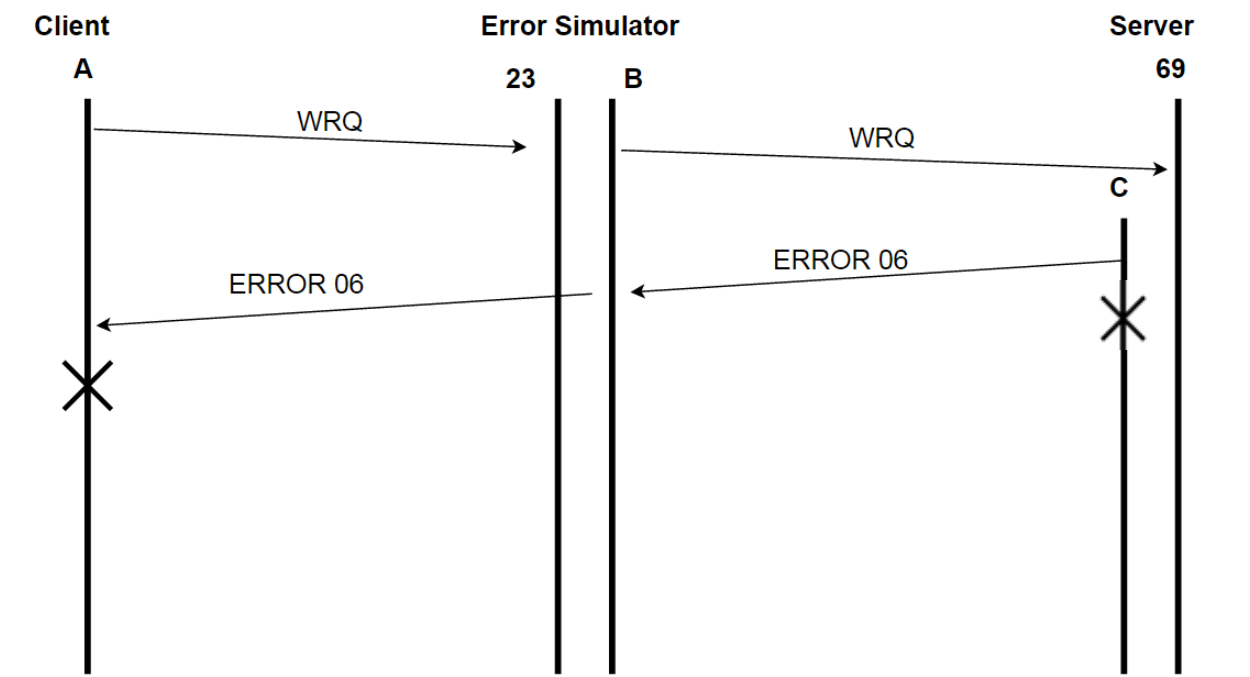 Client
Error Simulator
Server
A
23
B
69
WRQ
WRQ
C
ERROR 06
ERROR 06